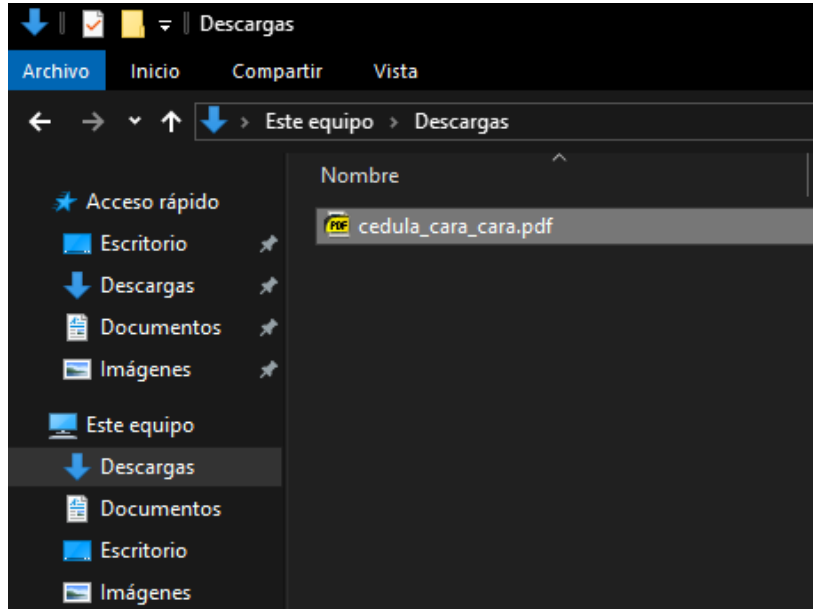 Descargas
Archivo Inicio Compartir Vista
Este equipo > Descargas
Nombre
Acceso rápido
Escritorio
Descargas
Documentos
Imágenes
Este equipo
Descargas
Documentos
Escritorio
Imágenes
PDF cedula_cara_cara.pdf